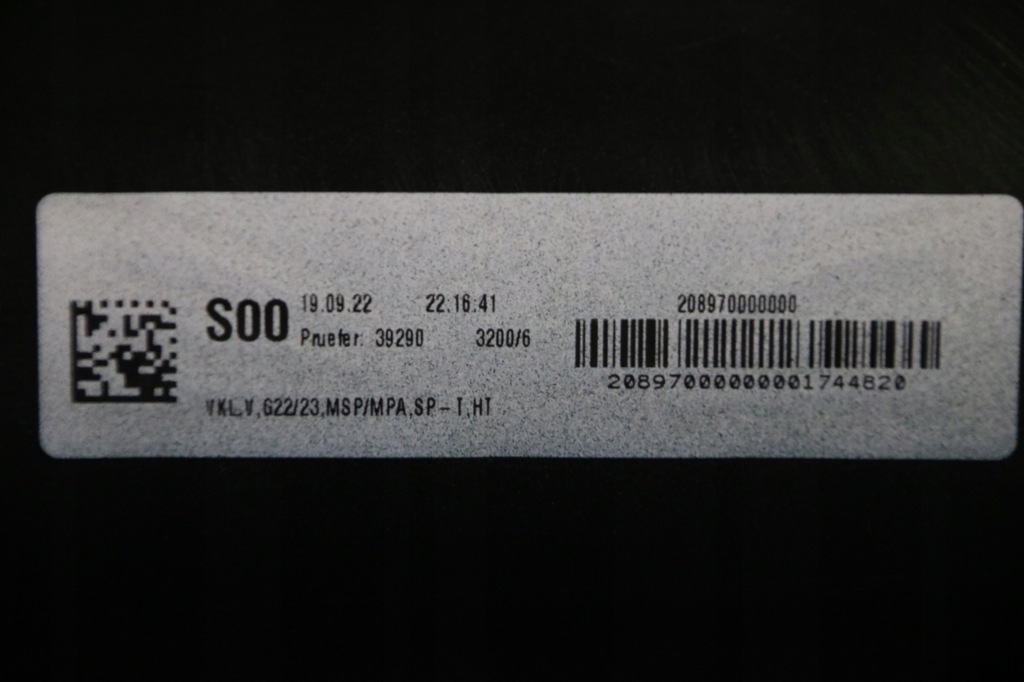 S00 19.09.22 22.16.41
Pruefer: 39290 3200/6
VKL.V,G22/23,MSP/MPA,SP-T,HT
208970000000
20897000000001744820